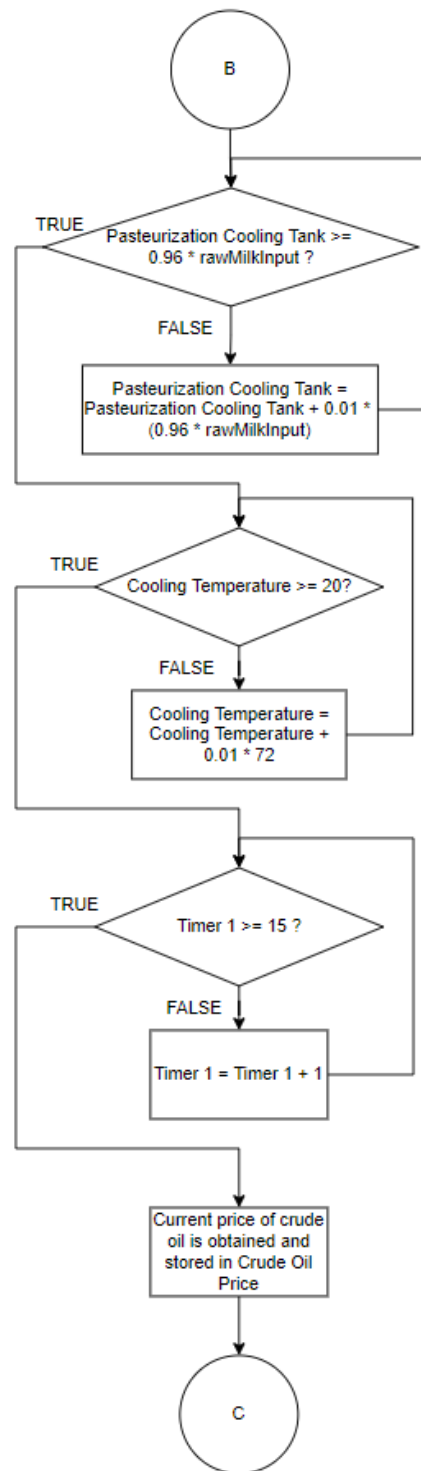 B
TRUE
Pasteurization Cooling Tank >=
0.96 * rawMilkInput ?
FALSE
Pasteurization Cooling Tank =
Pasteurization Cooling Tank + 0.01 *
(0.96 * rawMilkInput)
TRUE
Cooling Temperature >= 20?
FALSE
Cooling Temperature =
Cooling Temperature +
0.01 * 72
TRUE
Timer 1 >= 15 ?
FALSE
Timer 1 = Timer 1 + 1
Current price of crude
oil is obtained and
stored in Crude Oil
Price
C